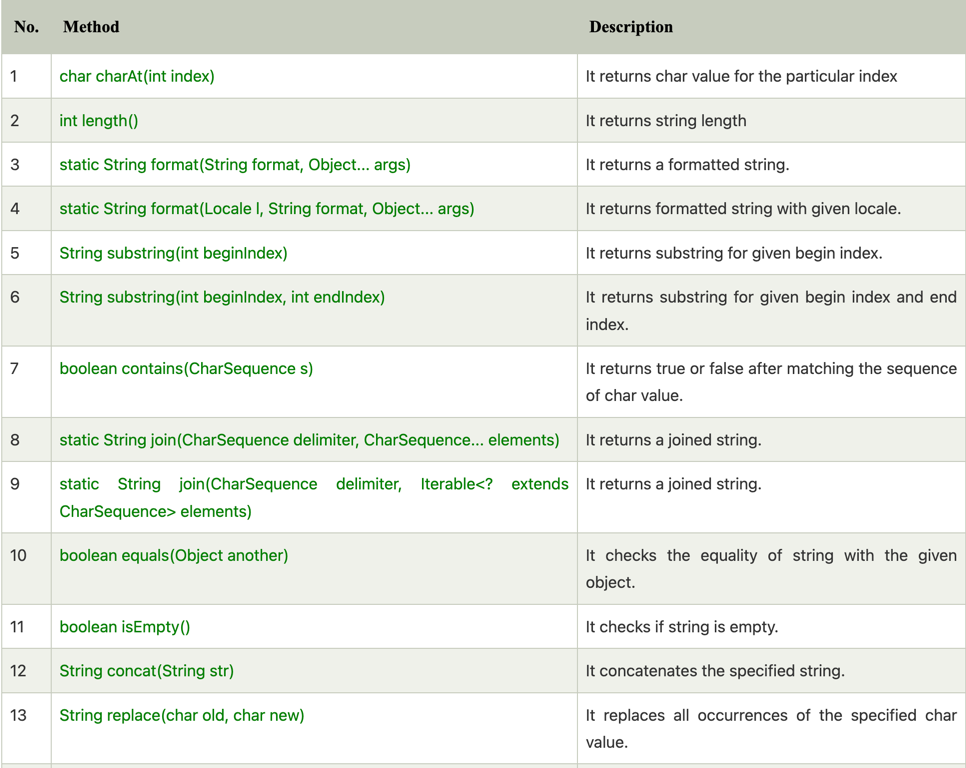 No. Method Description
1 char charAt(int index) It returns char value for the particular index
2 int length() It returns string length
3 static String format(String format, Object... args) It returns a formatted string.
4 static String format(Locale l, String format, Object... args) It returns formatted string with given locale.
5 String substring(int beginIndex) It returns substring for given begin index.
6 String substring(int beginIndex, int endIndex) It returns substring for given begin index and end
index.
7 boolean contains(CharSequence s) It returns true or false after matching the sequence
of char value.
8 static String join(CharSequence delimiter, CharSequence... elements) It returns a joined string.
9 static String join(CharSequence delimiter, Iterable<? extends It returns a joined string.
CharSequence> elements)
10 boolean equals(Object another) It checks the equality of string with the given
object.
11 boolean isEmpty() It checks if string is empty.
12 String concat(String str) It concatenates the specified string.
13 String replace(char old, char new) It replaces all occurrences of the specified char
value.